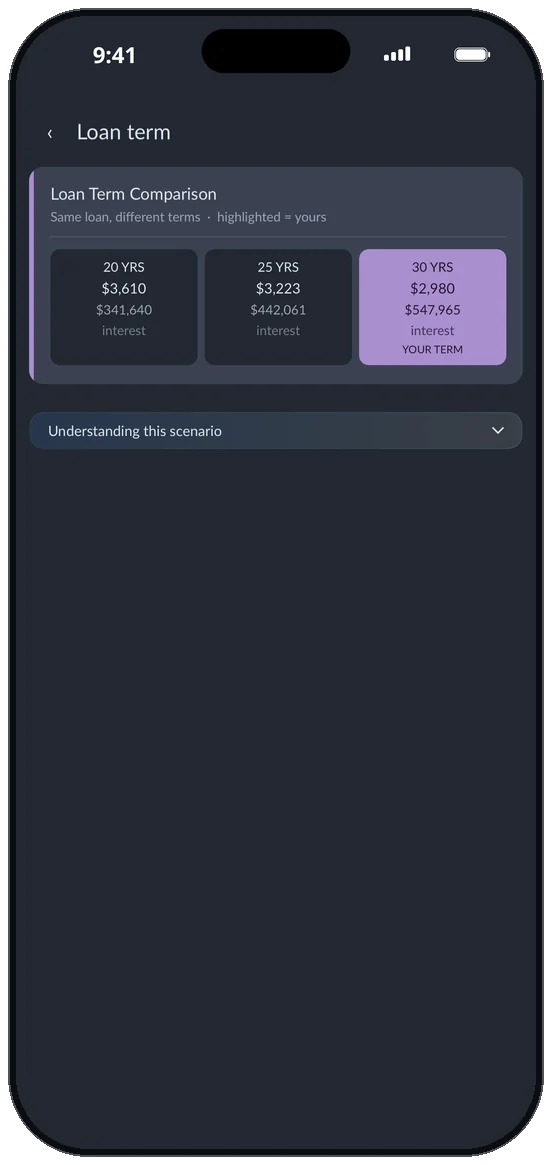 9:41
‹ Loan term
Loan Term Comparison
Same loan, different terms · highlighted = yours
20 YRS
$3,610
$341,640
interest
25 YRS
$3,223
$442,061
interest
30 YRS
$2,980
$547,965
interest
YOUR TERM
Understanding this scenario